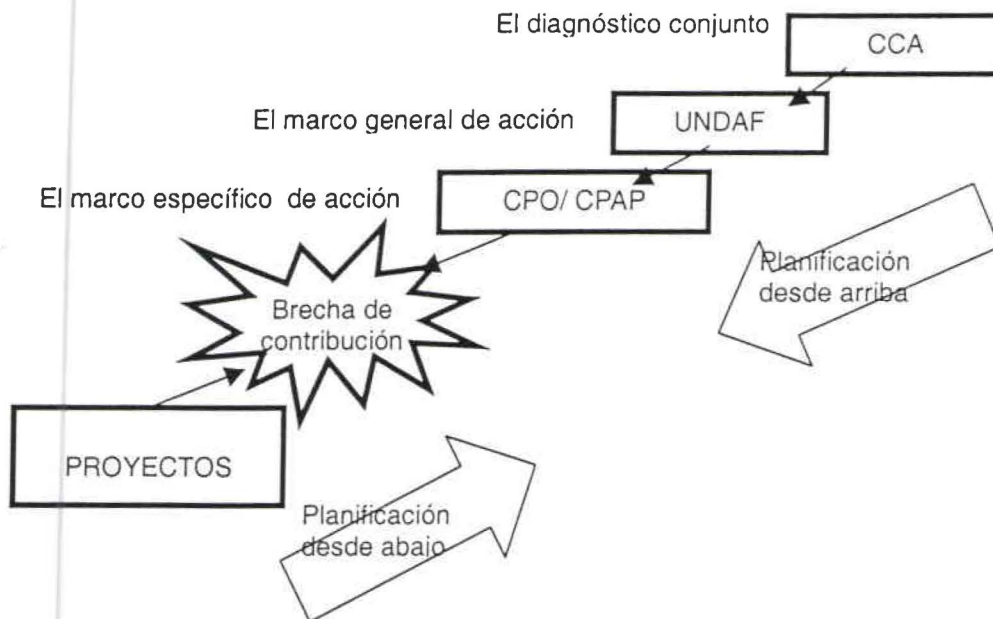 El diagnóstico conjunto
CCA
El marco general de acción
UNDAF
El marco específico de acción
CPO/ CPAP
Planificación
desde arriba
Brecha de
contribución
PROYECTOS
Planificación
desde abajo